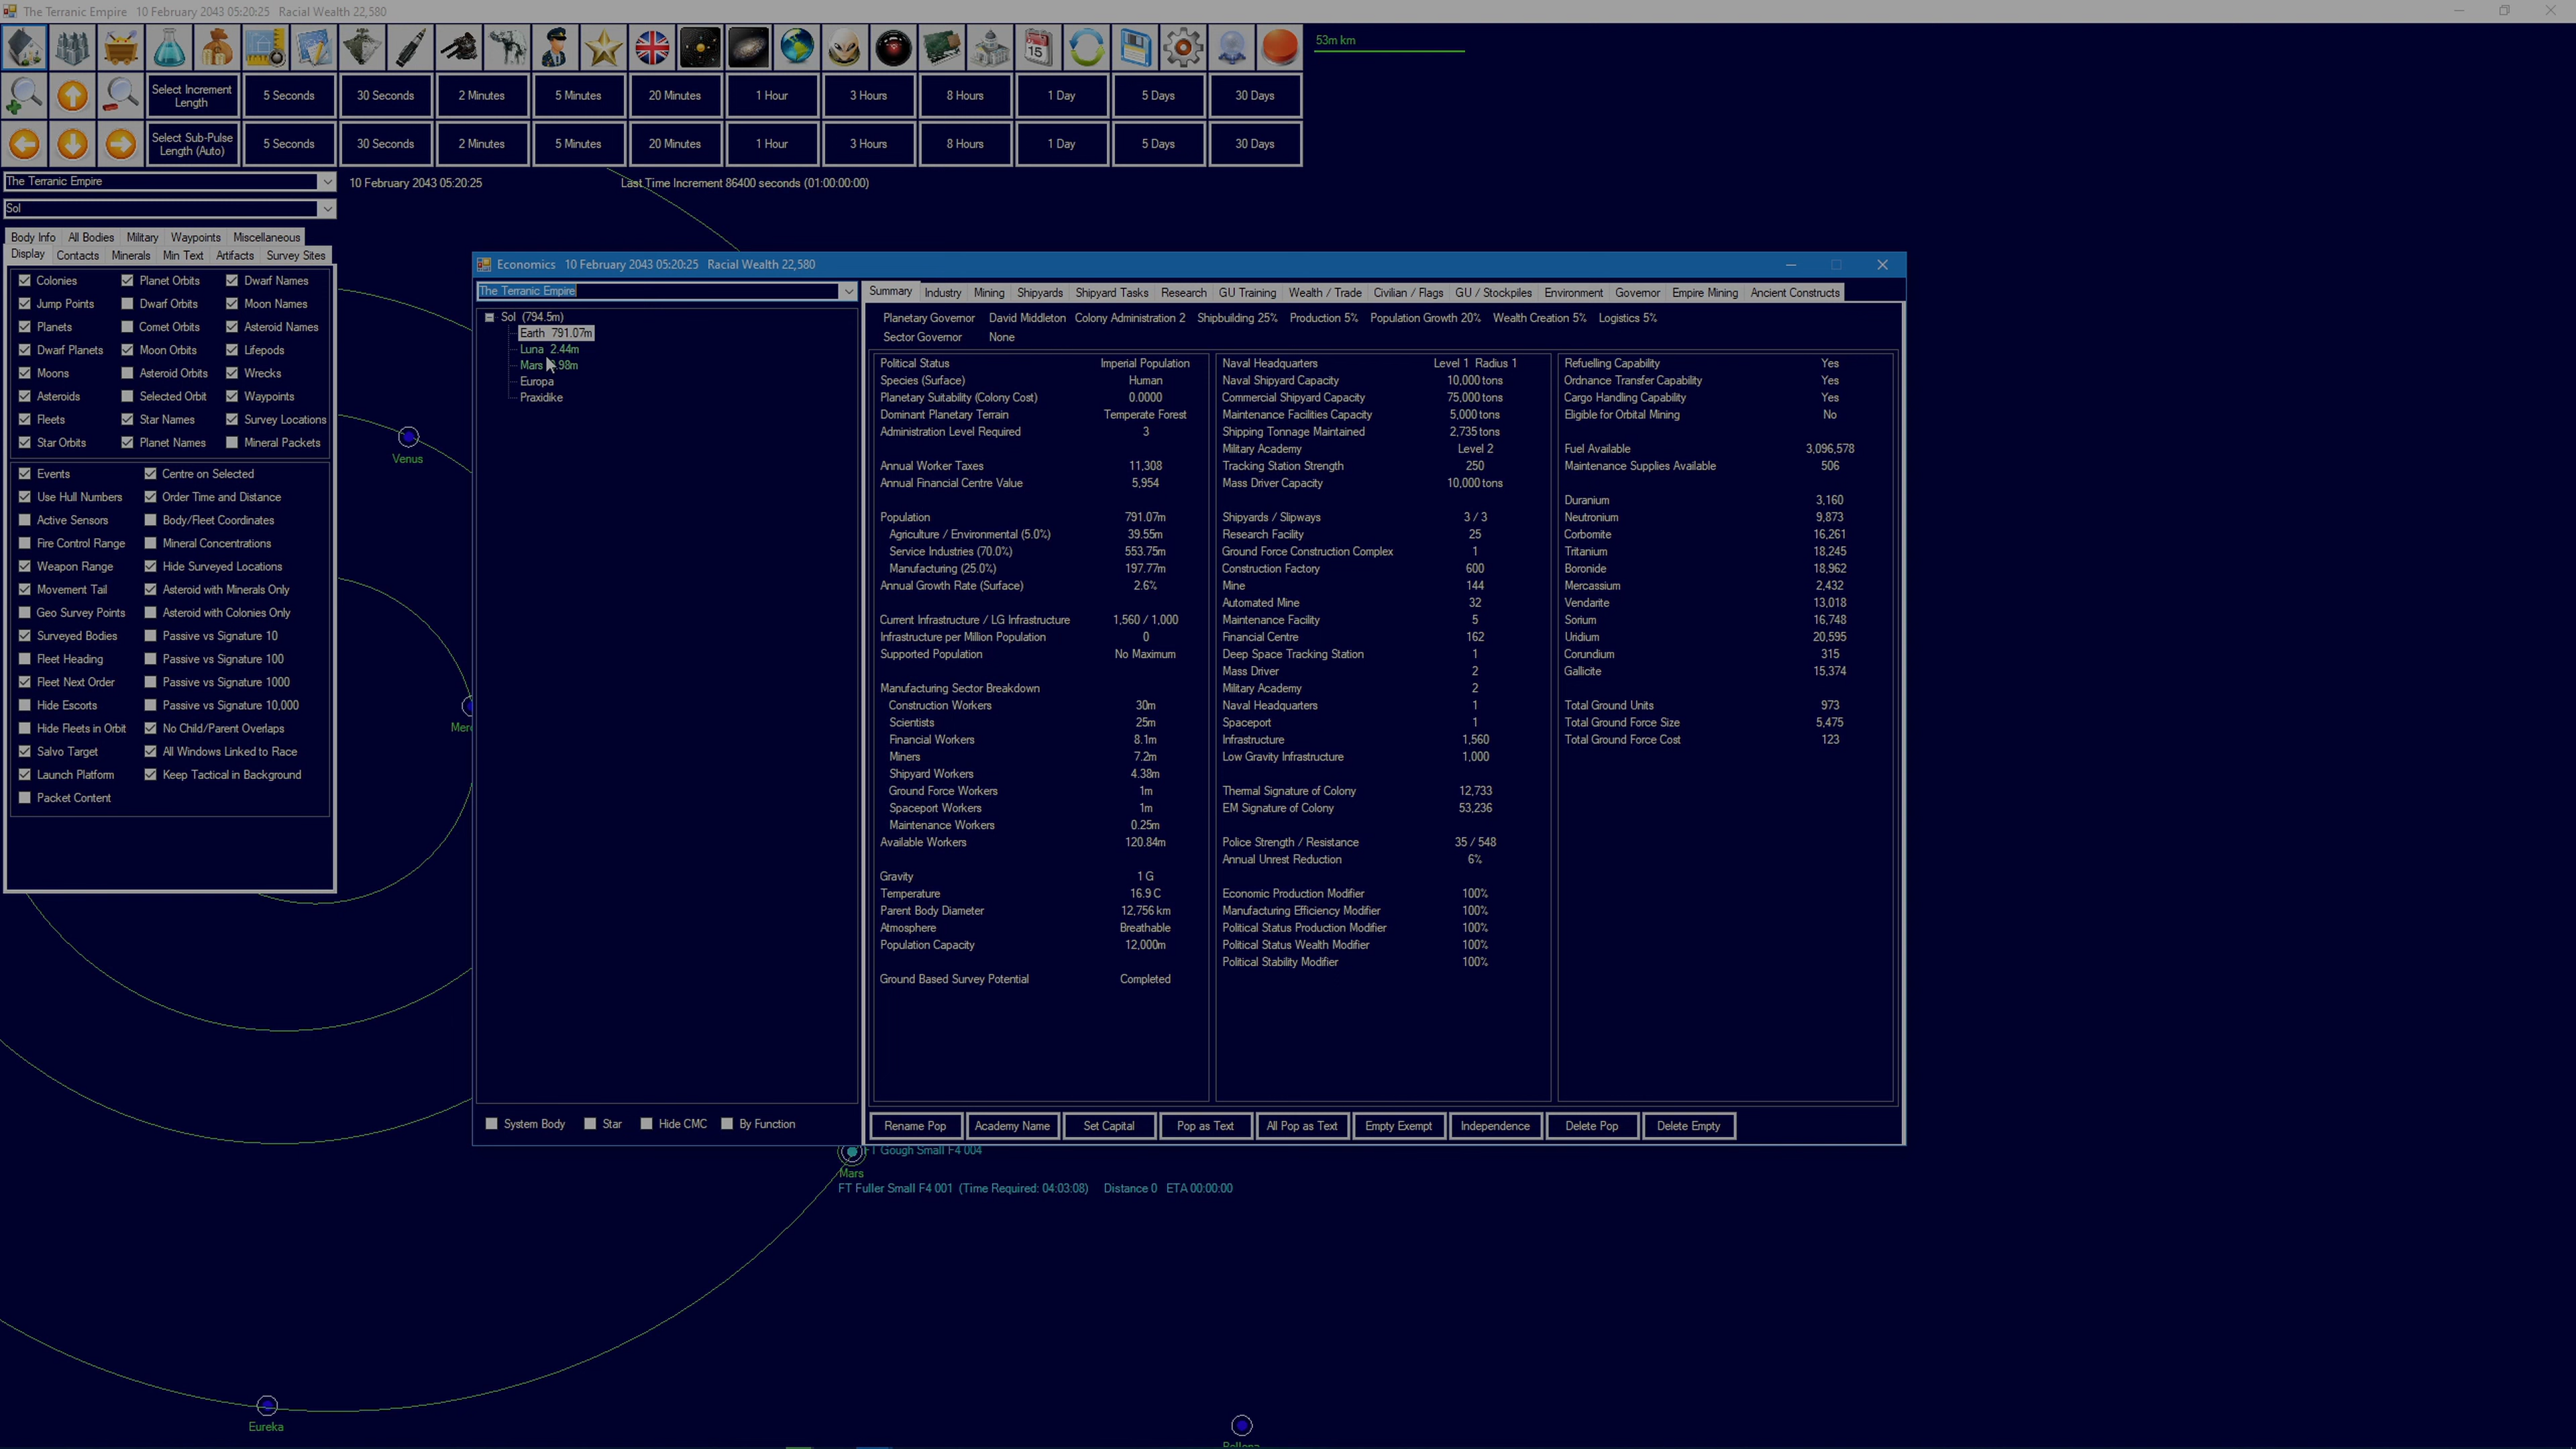 The Terranic Empire 10 February 2043 05:20:25 Racial Wealth 22,580
53m km
Select Increment Length 5 Seconds 30 Seconds 2 Minutes 5 Minutes 20 Minutes 1 Hour 3 Hours 8 Hours 1 Day 5 Days 30 Days
Select Sub-Pulse Length (Auto) 5 Seconds 30 Seconds 2 Minutes 5 Minutes 20 Minutes 1 Hour 3 Hours 8 Hours 1 Day 5 Days 30 Days
The Terranic Empire 10 February 2043 05:20:25 Last Time Increment 86400 seconds (01:00:00:00)
Sol
Body Info All Bodies Military Waypoints Miscellaneous
Display Contacts Minerals Min Text Artifacts Survey Sites
Colonies Planet Orbits Dwarf Names
Jump Points Dwarf Orbits Moon Names
Planets Comet Orbits Asteroid Names
Dwarf Planets Moon Orbits Lifepods
Moons Asteroid Orbits Wrecks
Asteroids Selected Orbit Waypoints
Fleets Star Names Survey Locations
Star Orbits Planet Names Mineral Packets
Events Centre on Selected
Use Hull Numbers Order Time and Distance
Active Sensors Body/Fleet Coordinates
Fire Control Range Mineral Concentrations
Weapon Range Hide Surveyed Locations
Movement Tail Asteroid with Minerals Only
Geo Survey Points Asteroid with Colonies Only
Surveyed Bodies Passive vs Signature 10
Fleet Heading Passive vs Signature 100
Fleet Next Order Passive vs Signature 1000
Hide Escorts Passive vs Signature 10,000
Hide Fleets in Orbit No Child/Parent Overlaps
Salvo Target All Windows Linked to Race
Launch Platform Keep Tactical in Background
Packet Content
Venus
Economics 10 February 2043 05:20:25 Racial Wealth 22,580
The Terranic Empire
Sol (794.5m)
Earth 791.07m
Luna 2.44m
Mars
Europa
Praxidike
System Body Star Hide CMC By Function
Summary Industry Mining Shipyards Shipyard Tasks Research GU Training Wealth / Trade Civilian / Flags GU / Stockpiles Environment Governor Empire Mining Ancient Constructs
Planetary Governor David Middleton Colony Administration 2 Shipbuilding 25% Production 5% Population Growth 20% Wealth Creation 5% Logistics 5%
Sector Governor None
Political Status Imperial Population
Species (Surface) Human
Planetary Suitability (Colony Cost) 0.0000
Dominant Planetary Terrain Temperate Forest
Administration Level Required 3
Annual Worker Taxes 11,308
Annual Financial Centre Value 5,954
Population 791.07m
Agriculture / Environmental (5.0%) 39.55m
Service Industries (70.0%) 553.75m
Manufacturing (25.0%) 197.77m
Annual Growth Rate (Surface) 2.6%
Current Infrastructure / LG Infrastructure 1,560 / 1,000
Infrastructure per Million Population 0
Supported Population No Maximum
Manufacturing Sector Breakdown
Construction Workers 30m
Scientists 25m
Financial Workers 8.1m
Miners 7.2m
Shipyard Workers 4.38m
Ground Force Workers 1m
Spaceport Workers 1m
Maintenance Workers 0.25m
Available Workers 120.84m
Gravity 1 G
Temperature 16.9 C
Parent Body Diameter 12,756 km
Atmosphere Breathable
Population Capacity 12,000m
Ground Based Survey Potential Completed
Naval Headquarters Level 1 Radius 1
Naval Shipyard Capacity 10,000 tons
Commercial Shipyard Capacity 75,000 tons
Maintenance Facilities Capacity 5,000 tons
Shipping Tonnage Maintained 2,735 tons
Military Academy Level 2
Tracking Station Strength 250
Mass Driver Capacity 10,000 tons
Shipyards / Slipways 3 / 3
Research Facility 25
Ground Force Construction Complex 1
Construction Factory 600
Mine 144
Automated Mine 32
Maintenance Facility 5
Financial Centre 162
Deep Space Tracking Station 1
Mass Driver 2
Military Academy 2
Naval Headquarters 1
Spaceport 1
Infrastructure 1,560
Low Gravity Infrastructure 1,000
Thermal Signature of Colony 12,733
EM Signature of Colony 53,236
Police Strength / Resistance 35 / 548
Annual Unrest Reduction 6%
Economic Production Modifier 100%
Manufacturing Efficiency Modifier 100%
Political Status Production Modifier 100%
Political Status Wealth Modifier 100%
Political Stability Modifier 100%
Refuelling Capability Yes
Ordnance Transfer Capability Yes
Cargo Handling Capability Yes
Eligible for Orbital Mining No
Fuel Available 3,096,578
Maintenance Supplies Available 506
Duranium 3,160
Neutronium 9,873
Corbomite 16,261
Tritanium 18,245
Boronide 18,962
Mercassium 2,432
Vendarite 13,018
Sorium 16,748
Uridium 20,595
Corundium 315
Gallicite 15,374
Total Ground Units 973
Total Ground Force Size 5,475
Total Ground Force Cost 123
Rename Pop Academy Name Set Capital Pop as Text All Pop as Text Empty Exempt Independence Delete Pop Delete Empty
FT Gough Small F4 004
Mars
FT Fuller Small F4 001 (Time Required: 04:03:08) Distance 0 ETA 00:00:00
Eureka